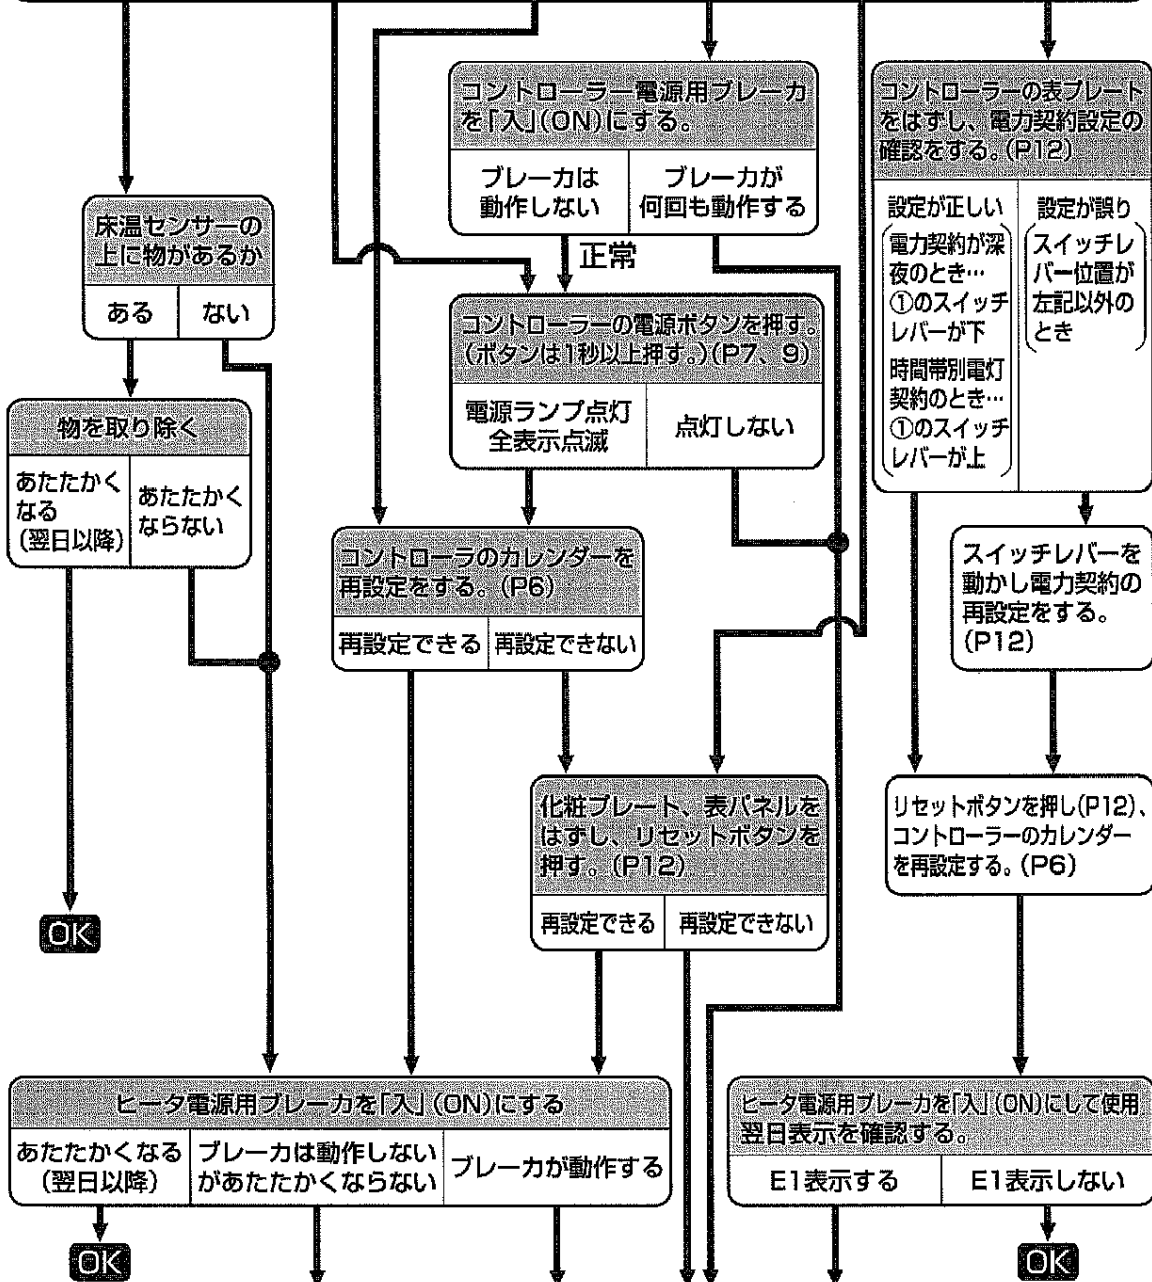 コントローラー電源用ブレーカ
を「入」(ON)にする。
ブレーカは
動作しない
ブレーカが
何回も動作する
正常
コントローラーの表プレート
をはずし、電力契約設定の
確認をする。(P12)
設定が正しい
電力契約が深
夜のとき…
①のスイッチ
レバーが下
時間帯別電灯
契約のとき…
①のスイッチ
レバーが上
設定が誤り
スイッチレ
バー位置が
左記以外の
とき
床温センサーの
上に物があるか
ある
ない
コントローラーの電源ボタンを押す。
(ボタンは1秒以上押す。)(P7、9)
電源ランプ点灯
全表示点滅
点灯しない
物を取り除く
あたたかく
なる
(翌日以降)
あたたかく
ならない
コントローラのカレンダーを
再設定をする。(P6)
再設定できる
再設定できない
スイッチレバーを
動かし電力契約の
再設定をする。
(P12)
化粧プレート、表パネルを
はずし、リセットボタンを
押す。(P12)
再設定できる
再設定できない
リセットボタンを押し(P12)、
コントローラーのカレンダー
を再設定する。(P6)
OK
ヒータ電源用ブレーカを「入」(ON)にする
あたたかくなる
(翌日以降)
ブレーカは動作しない
があたたかくならない
ブレーカが動作する
ヒータ電源用ブレーカを「入」(ON)にして使用
翌日表示を確認する。
E1表示する
E1表示しない
OK
OK